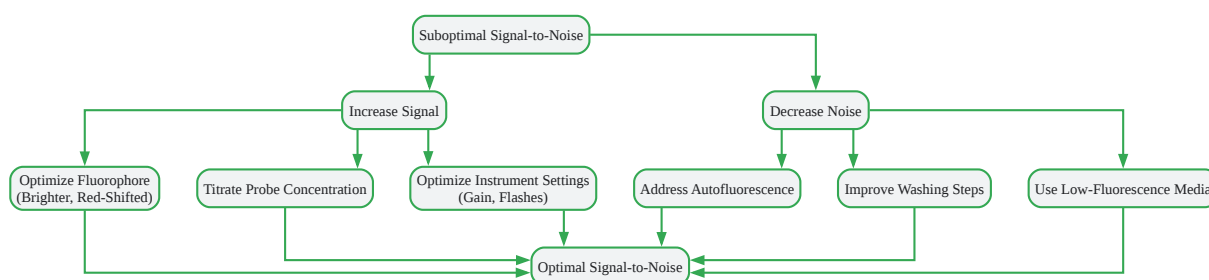 Suboptimal Signal-to-Noise
Increase Signal
Decrease Noise
Optimize Fluorophore
(Brighter, Red-Shifted)
Titrate Probe Concentration
Optimize Instrument Settings
(Gain, Flashes)
Address Autofluorescence
Improve Washing Steps
Use Low-Fluorescence Media
Optimal Signal-to-Noise